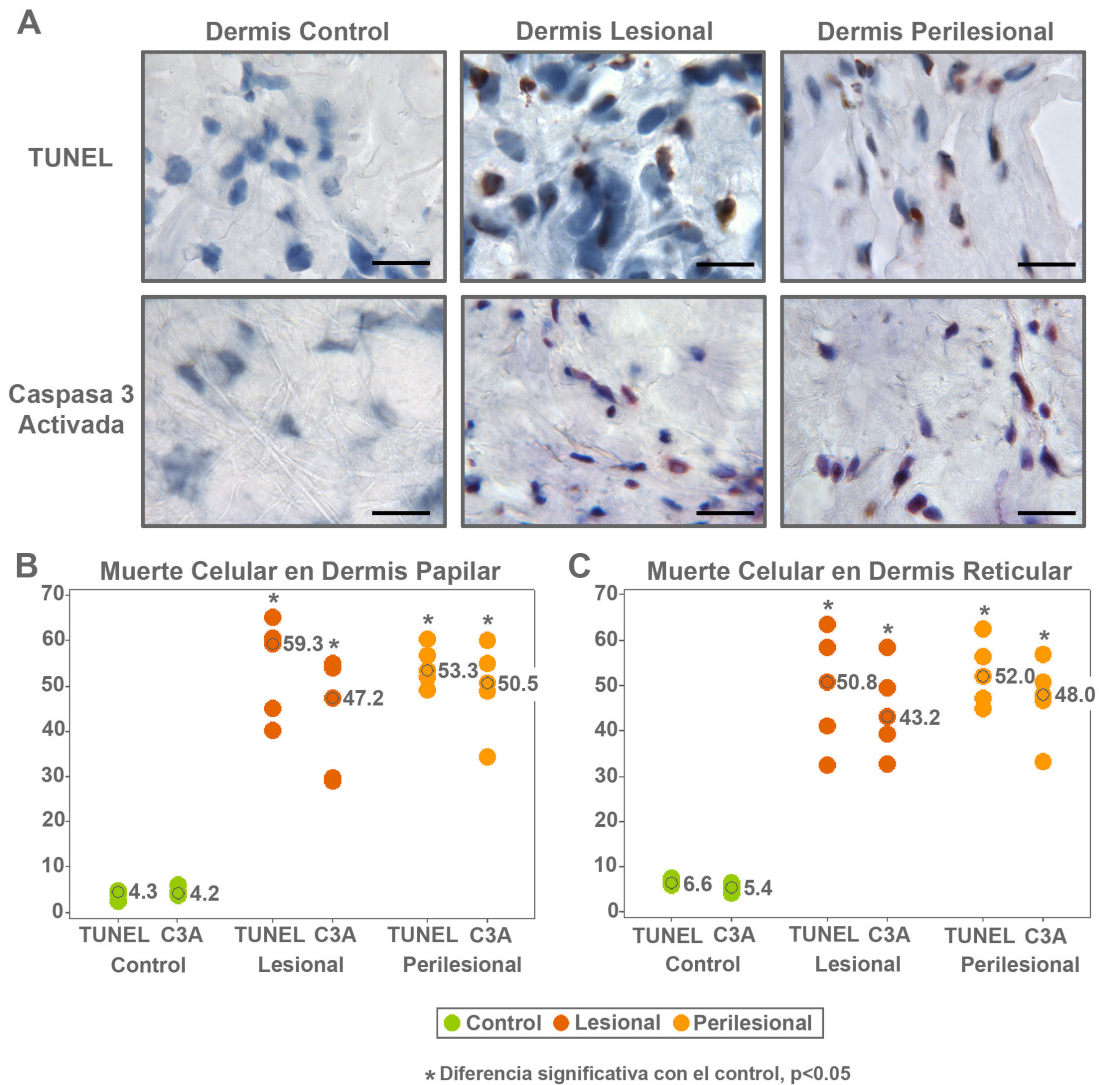 A
Dermis Control
Dermis Lesional
Dermis Perilesional
TUNEL
Caspasa 3
Activada
B
Muerte Celular en Dermis Papilar
70
60
50
40
30
20
10
0
*
59.3
*
47.2
*
53.3
*
50.5
4.3
4.2
TUNEL C3A
Control
TUNEL C3A
Lesional
TUNEL C3A
Perilesional
C
Muerte Celular en Dermis Reticular
70
60
50
40
30
20
10
0
*
50.8
*
43.2
*
52.0
*
48.0
6.6
5.4
TUNEL C3A
Control
TUNEL C3A
Lesional
TUNEL C3A
Perilesional
Control Lesional Perilesional
* Diferencia significativa con el control, p<0.05